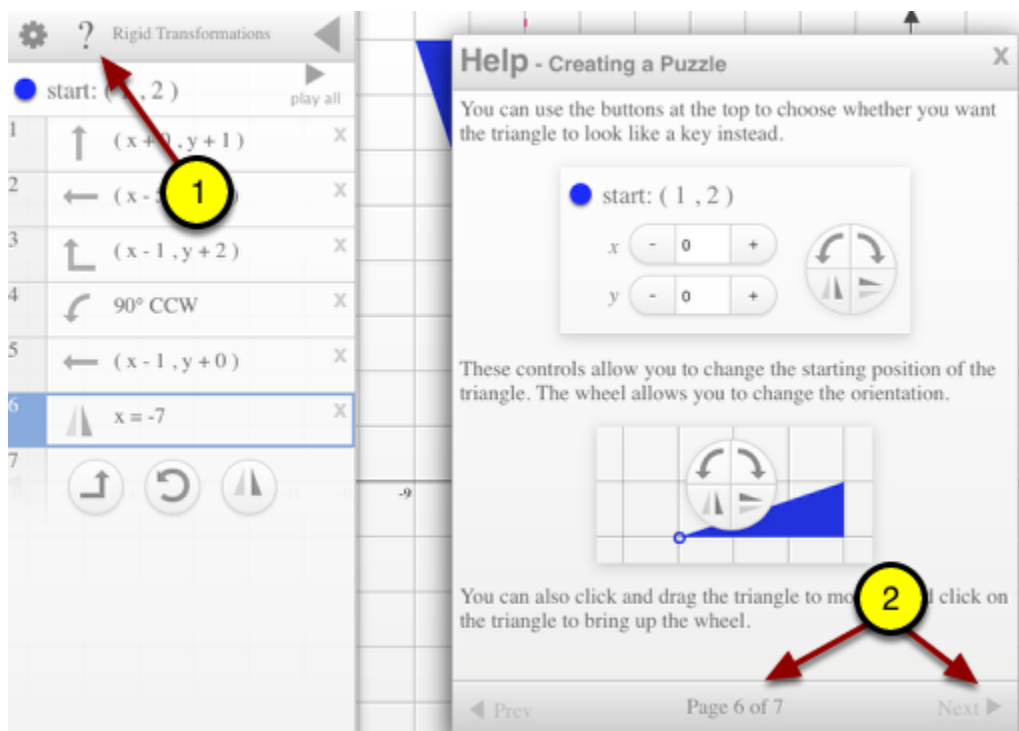 ? Rigid Transformations
start: ( , 2 )
play all
1
( x + 0 , y + 1 )
x
2
( x -
)
x
3
( x - 1 , y + 2 )
x
4
90° CCW
x
5
( x - 1 , y + 0 )
x
6
x = -7
x
7
1
-9
Help - Creating a Puzzle
x
You can use the buttons at the top to choose whether you want
the triangle to look like a key instead.
start: ( 1 , 2 )
x - 0 +
y - 0 +
These controls allow you to change the starting position of the
triangle. The wheel allows you to change the orientation.
You can also click and drag the triangle to click on
the triangle to bring up the wheel.
2
Prev Page 6 of 7 Next